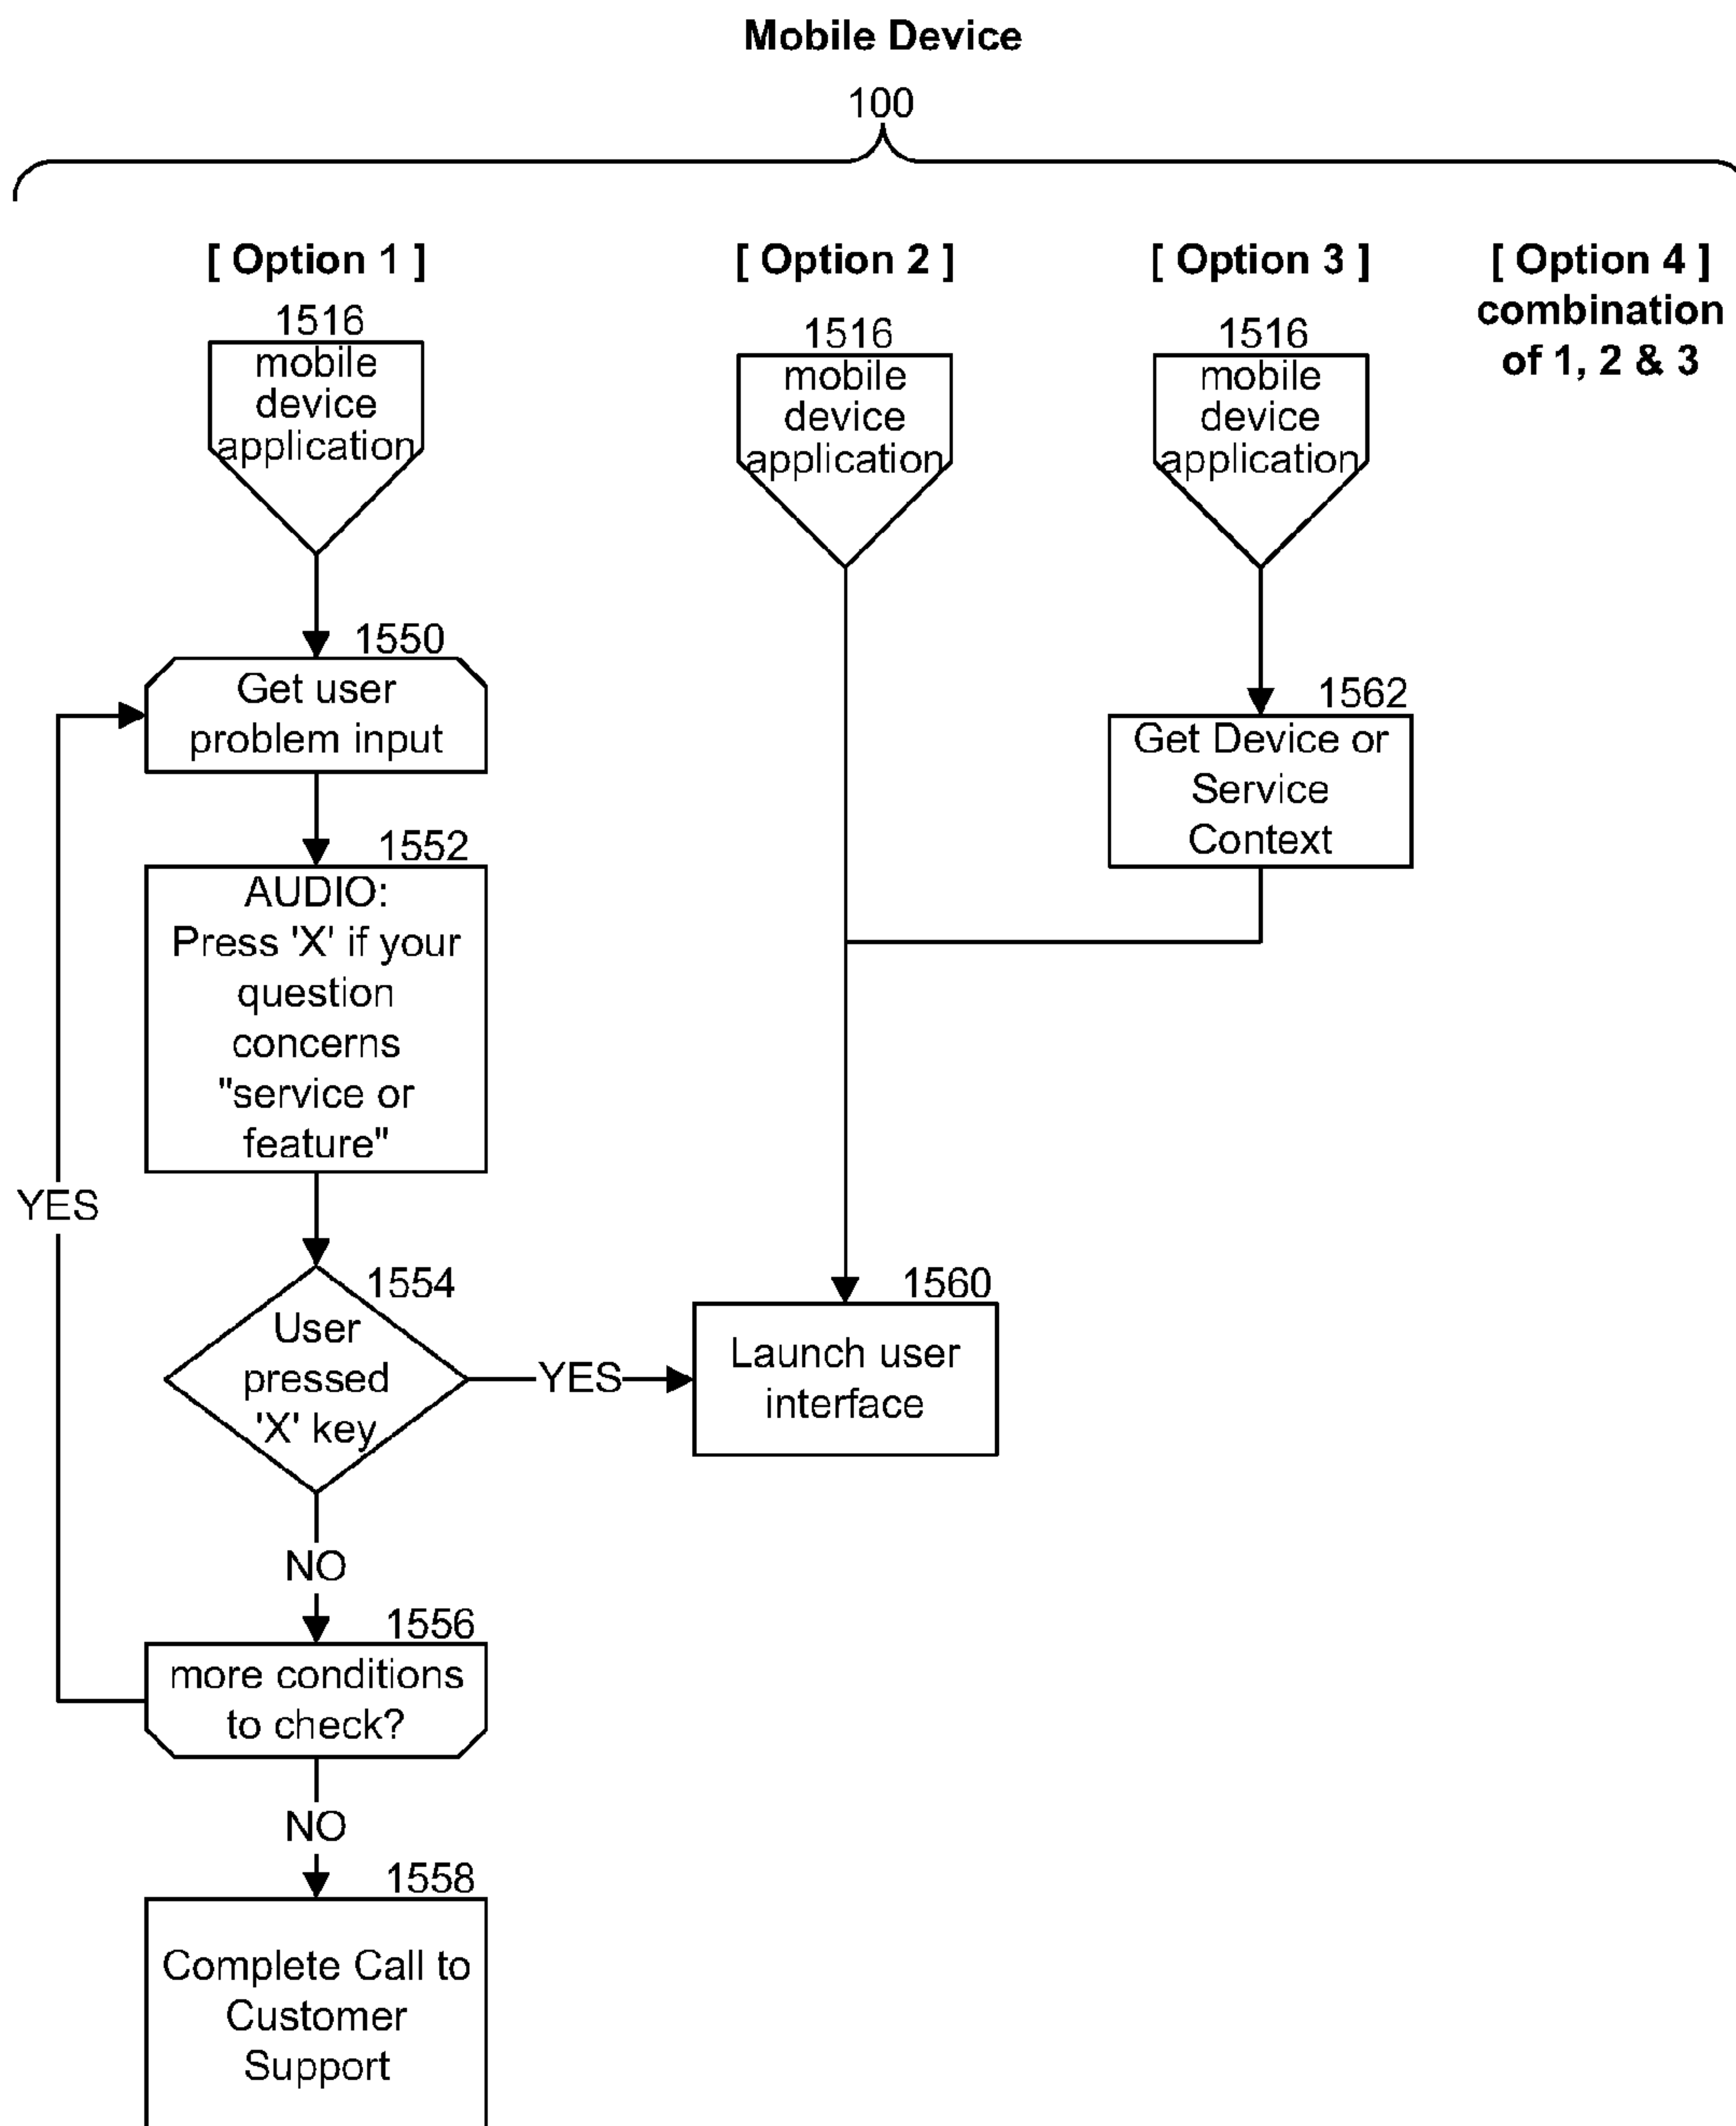 Mobile Device
100
[ Option 1 ]
[ Option 2 ]
[ Option 3 ]
[ Option 4 ]
combination
of 1, 2 & 3
1516
mobile
device
application
1516
mobile
device
application
1516
mobile
device
application
1550
Get user
problem input
1562
Get Device or
Service
Context
1552
AUDIO:
Press 'X' if your
question
concerns
"service or
feature"
YES
1554
User
pressed
'X' key
YES
1560
Launch user
interface
NO
1556
more conditions
to check?
NO
1558
Complete Call to
Customer
Support